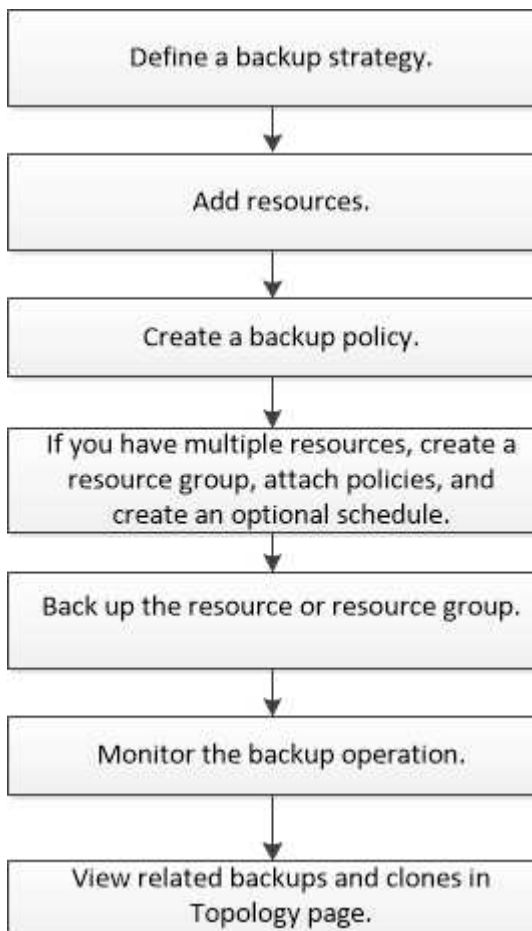 Define a backup strategy.
Add resources.
Create a backup policy.
If you have multiple resources, create a
resource group, attach policies, and
create an optional schedule.
Back up the resource or resource group.
Monitor the backup operation.
View related backups and clones in
Topology page.